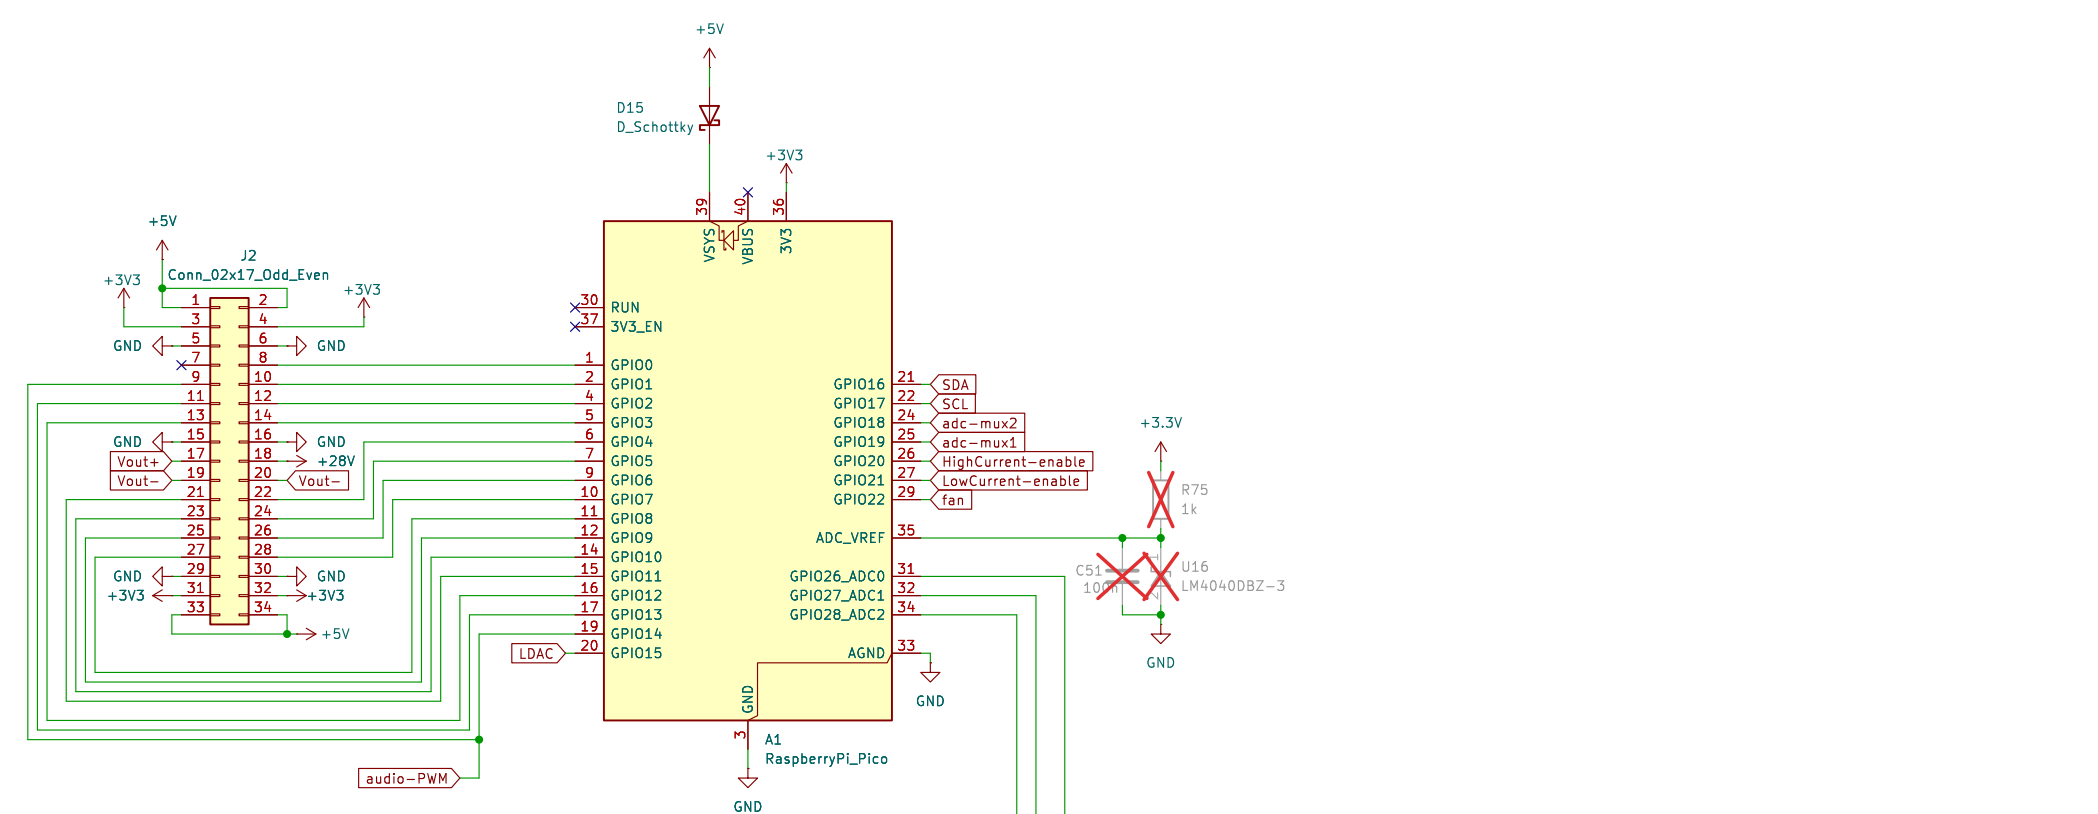 +5V
D15
D_Schottky
+3V3
39
40
36
VSYS
VBUS
3V3
+5V
J2
Conn_02x17_Odd_Even
+3V3
+3V3
1 2
3 4
GND 5 6 GND
7 8
9 10
11 12
13 14
GND 15 16 GND
Vout+ 17 18 +28V
Vout- 19 20 Vout-
21 22
23 24
25 26
27 28
GND 29 30 GND
+3V3 31 32 +3V3
33 34
+5V
30 RUN
37 3V3_EN
1 GPIO0
2 GPIO1
4 GPIO2
5 GPIO3
6 GPIO4
7 GPIO5
9 GPIO6
10 GPIO7
11 GPIO8
12 GPIO9
14 GPIO10
15 GPIO11
16 GPIO12
17 GPIO13
19 GPIO14
LDAC 20 GPIO15
audio-PWM
GPIO16 21 SDA
GPIO17 22 SCL
GPIO18 24 adc-mux2
GPIO19 25 adc-mux1
GPIO20 26 HighCurrent-enable
GPIO21 27 LowCurrent-enable
GPIO22 29 fan
ADC_VREF 35
GPIO26_ADC0 31
GPIO27_ADC1 32
GPIO28_ADC2 34
AGND 33
GND
GND
3
A1
RaspberryPi_Pico
GND
+3.3V
R75
1k
C51
100n
1
2
U16
LM4040DBZ-3
GND